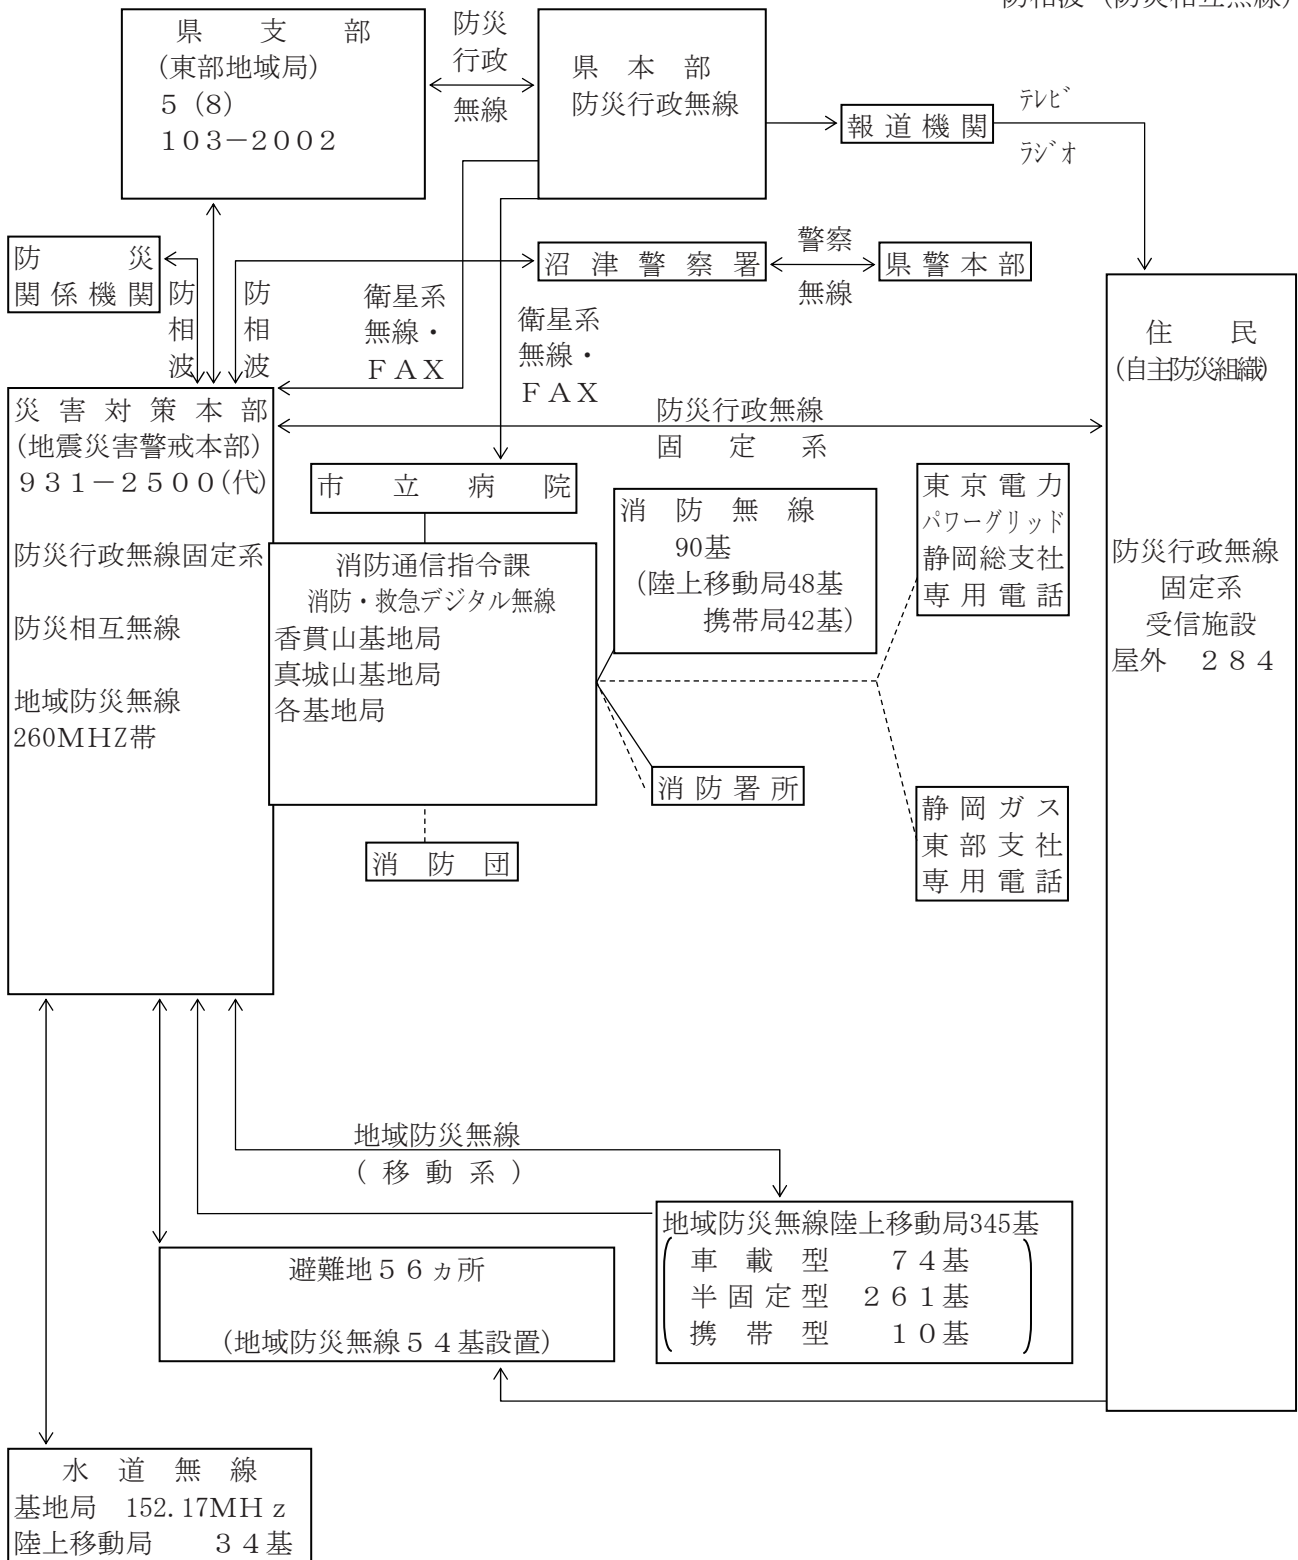 防相波（防災相互無線）
県支部
(東部地域局)
5 (8)
103－2002
防災
行政
無線
県本部
防災行政無線
報道機関
テレビ
ラジオ
防災
関係機関
防相波
防相波
沼津警察署
警察
無線
県警本部
衛星系
無線・
ＦＡＸ
衛星系
無線・
ＦＡＸ
住民
(自主防災組織)
防災行政無線
固定系
受信施設
屋外　２８４
災害対策本部
(地震災害警戒本部)
９３１－２５００(代)
防災行政無線固定系
防災相互無線
地域防災無線
260ＭＨＺ帯
防災行政無線
固定系
市立病院
消防通信指令課
消防・救急デジタル無線
香貫山基地局
真城山基地局
各基地局
消防無線
90基
(陸上移動局48基
携帯局42基)
東京電力
パワーグリッド
静岡総支社
専用電話
消防署所
静岡ガス
東部支社
専用電話
消防団
地域防災無線
(移動系)
地域防災無線陸上移動局345基
車載型　７４基
半固定型　２６１基
携帯型　１０基
避難地５６ヵ所
(地域防災無線５４基設置)
水道無線
基地局　152.17ＭＨｚ
陸上移動局　３４基